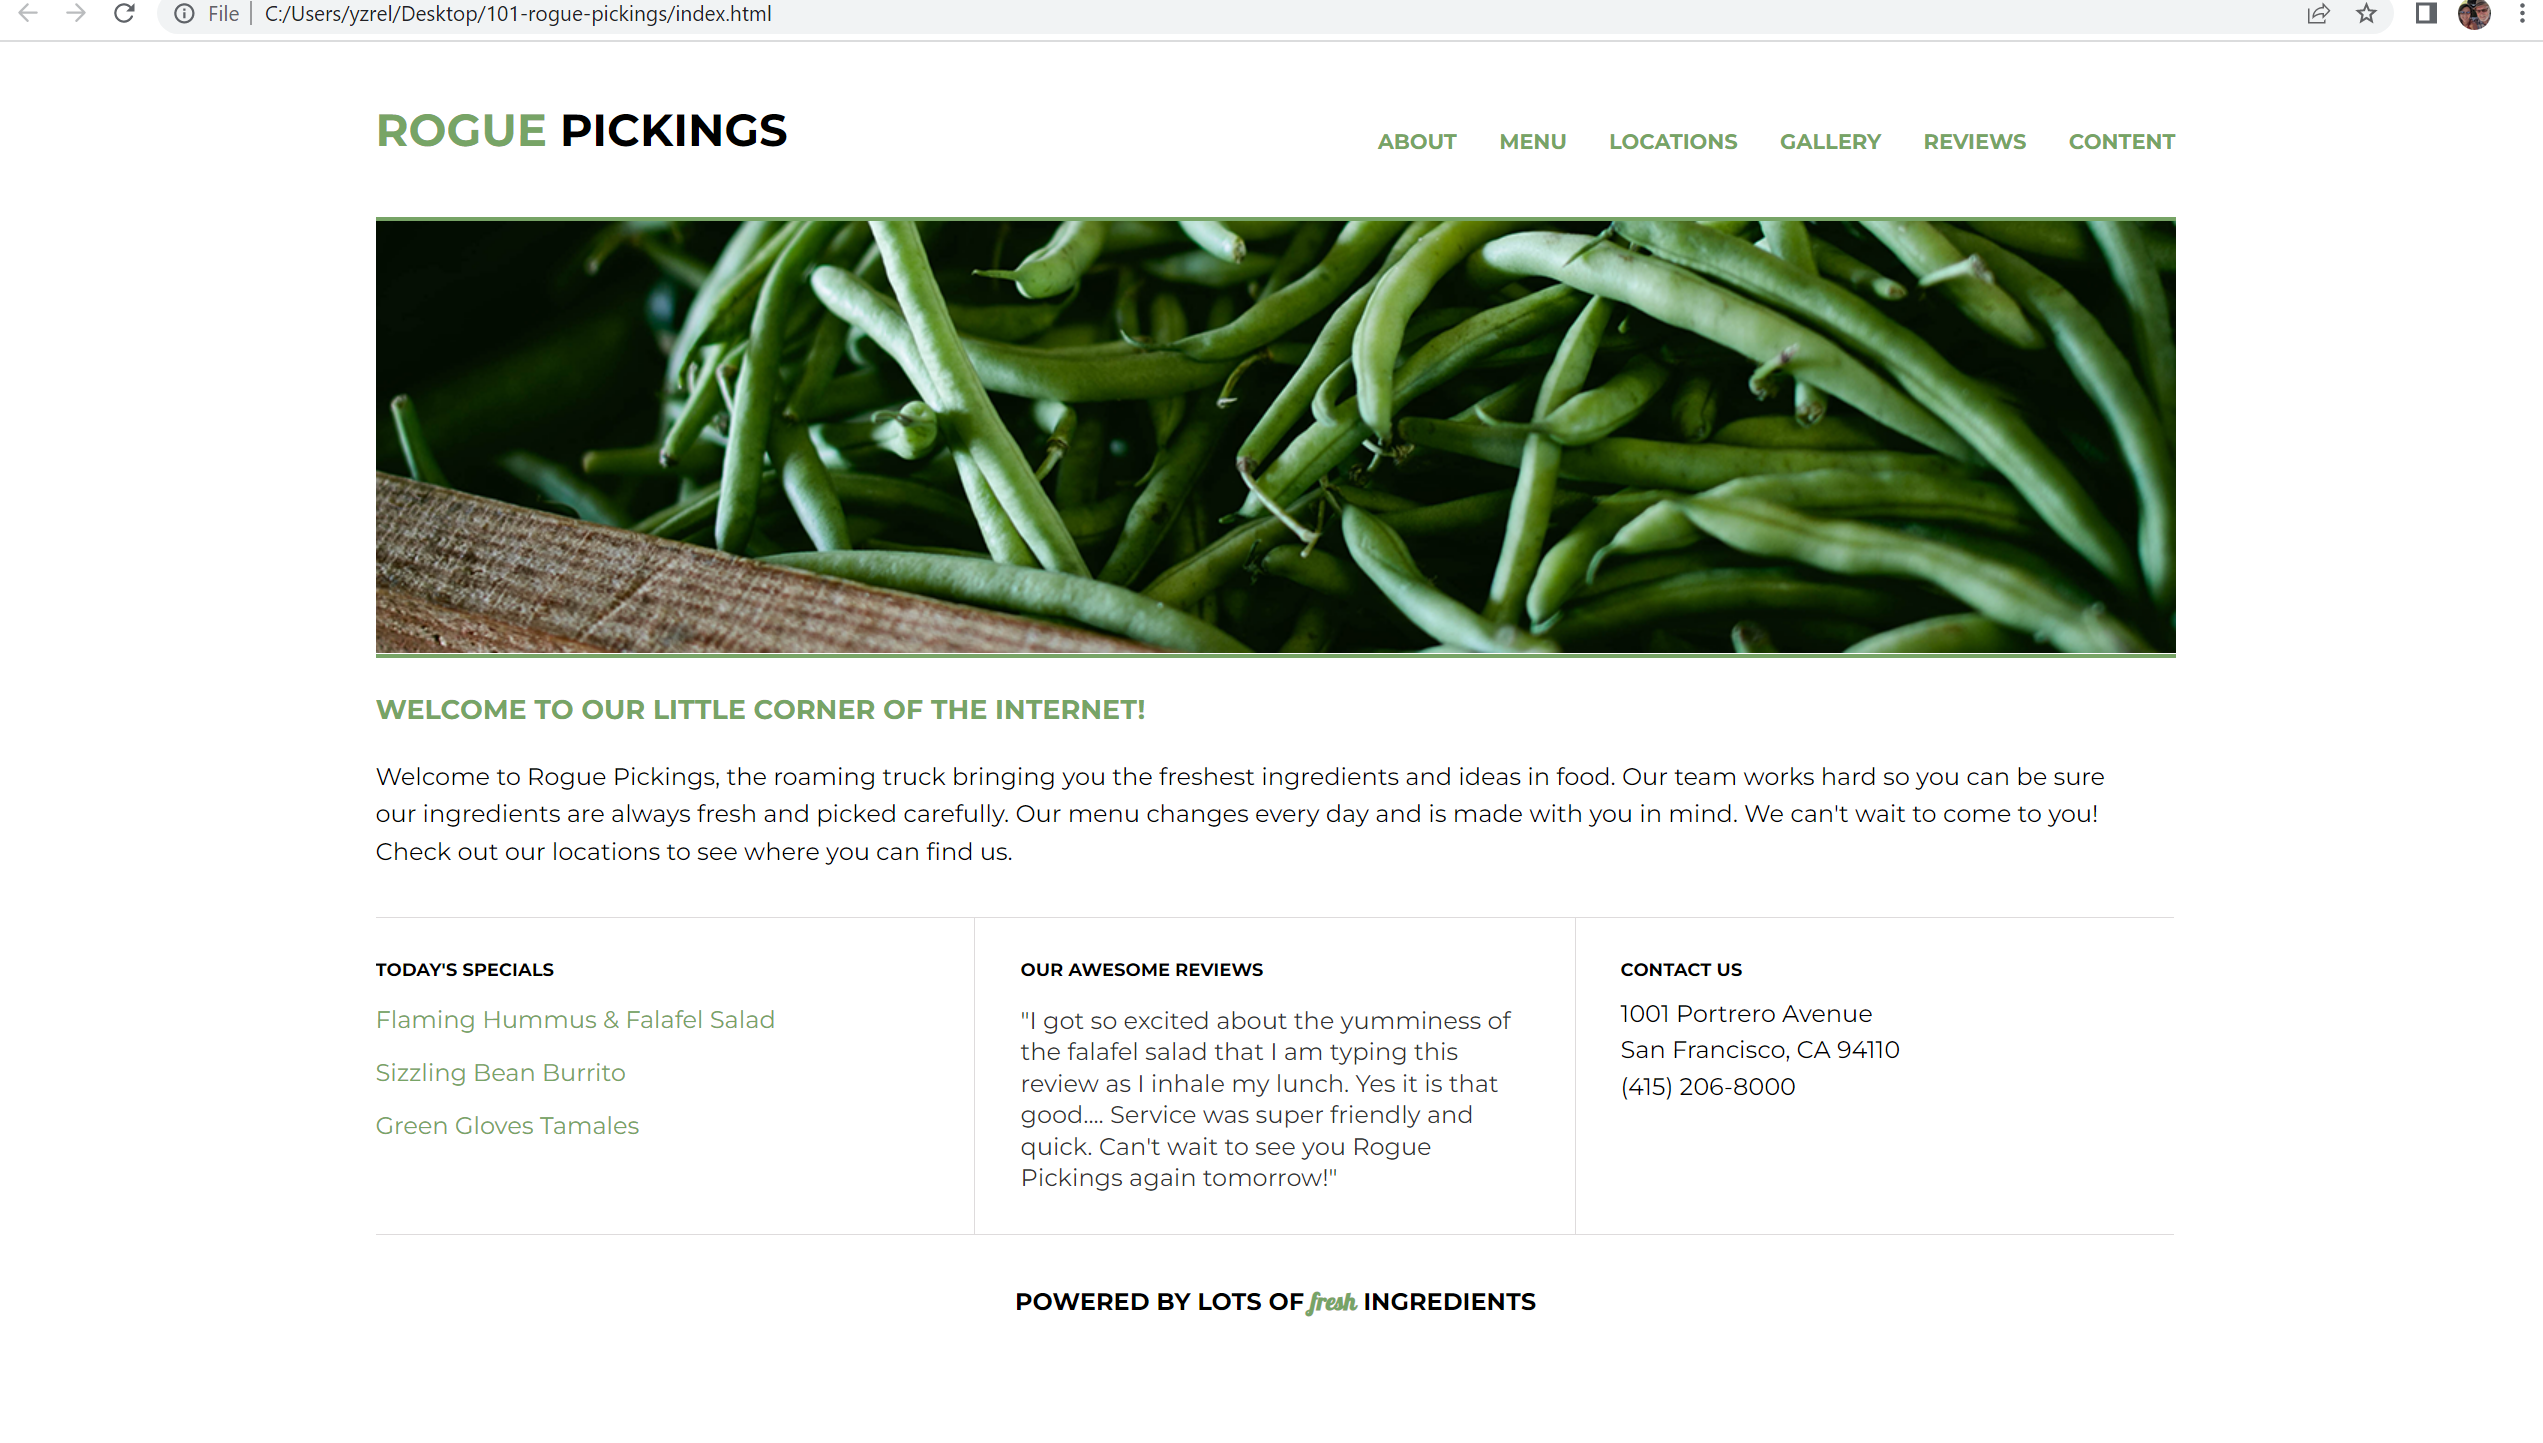 File | C:/Users/yzrel/Desktop/101-rogue-pickings/index.html
ROGUE PICKINGS
ABOUT MENU LOCATIONS GALLERY REVIEWS CONTENT
WELCOME TO OUR LITTLE CORNER OF THE INTERNET!
Welcome to Rogue Pickings, the roaming truck bringing you the freshest ingredients and ideas in food. Our team works hard so you can be sure
our ingredients are always fresh and picked carefully. Our menu changes every day and is made with you in mind. We can't wait to come to you!
Check out our locations to see where you can find us.
TODAY'S SPECIALS
Flaming Hummus & Falafel Salad
Sizzling Bean Burrito
Green Gloves Tamales
OUR AWESOME REVIEWS
"I got so excited about the yumminess of
the falafel salad that I am typing this
review as I inhale my lunch. Yes it is that
good.... Service was super friendly and
quick. Can't wait to see you Rogue
Pickings again tomorrow!"
CONTACT US
1001 Portrero Avenue
San Francisco, CA 94110
(415) 206-8000
POWERED BY LOTS OF fresh INGREDIENTS